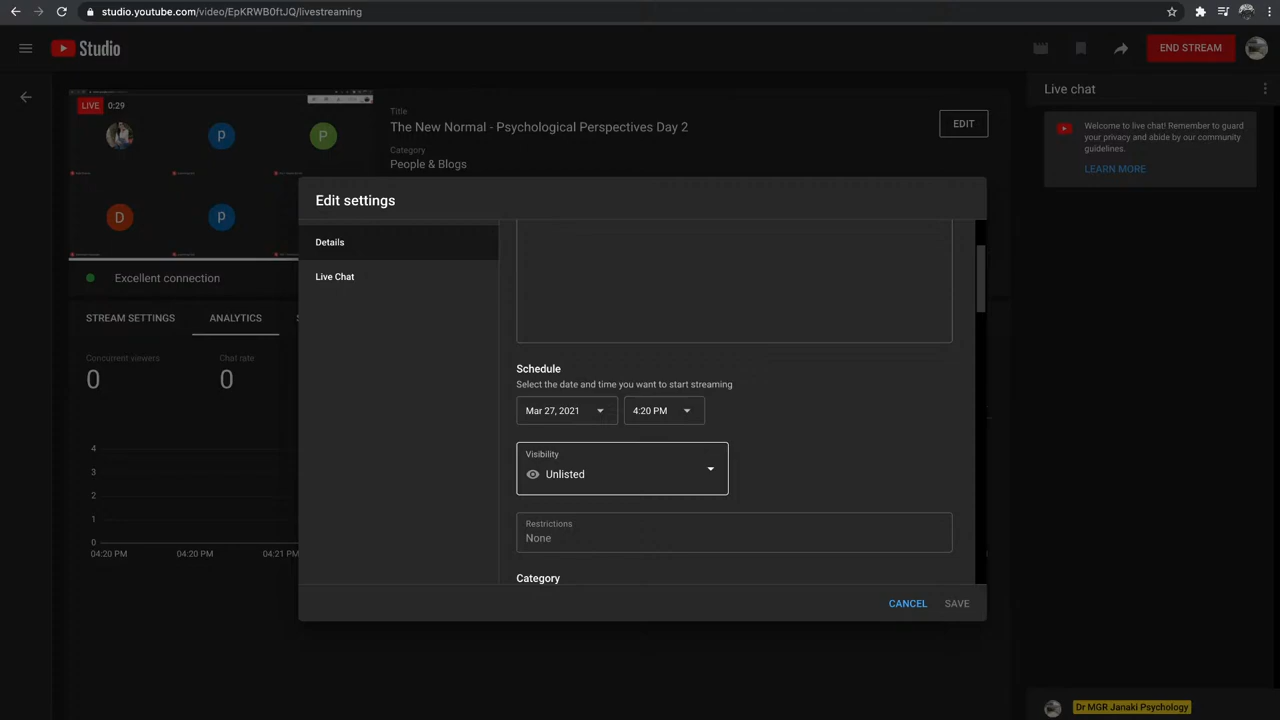 studio.youtube.com/video/EpKRWB0ftJQ/livestreaming
Studio
END STREAM
LIVE 0:29
P
P
D
P
Title
The New Normal - Psychological Perspectives Day 2
Category
People & Blogs
EDIT
Live chat
Welcome to live chat! Remember to guard
your privacy and abide by our community
guidelines.
LEARN MORE
Excellent connection
STREAM SETTINGS
ANALYTICS
Concurrent viewers
0
Chat rate
0
4
3
2
1
0
04:20 PM
04:20 PM
04:21 PM
Edit settings
Details
Live Chat
Schedule
Select the date and time you want to start streaming
Mar 27, 2021
4:20 PM
Visibility
Unlisted
Restrictions
None
Category
CANCEL
SAVE
Dr MGR Janaki Psychology